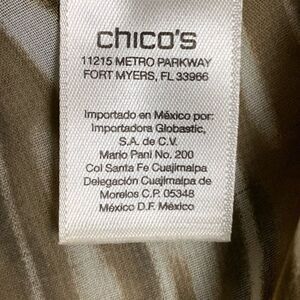 chico's
11215 METRO PARKWAY
FORT MYERS, FL 33966
Importado en México por:
Importadora Globastic,
S.A. de C.V.
Mario Pani No. 200
Col Santa Fe Cuajimalpa
Delegación Cuajimalpa de
Morelos C.P. 05348
México D.F. México